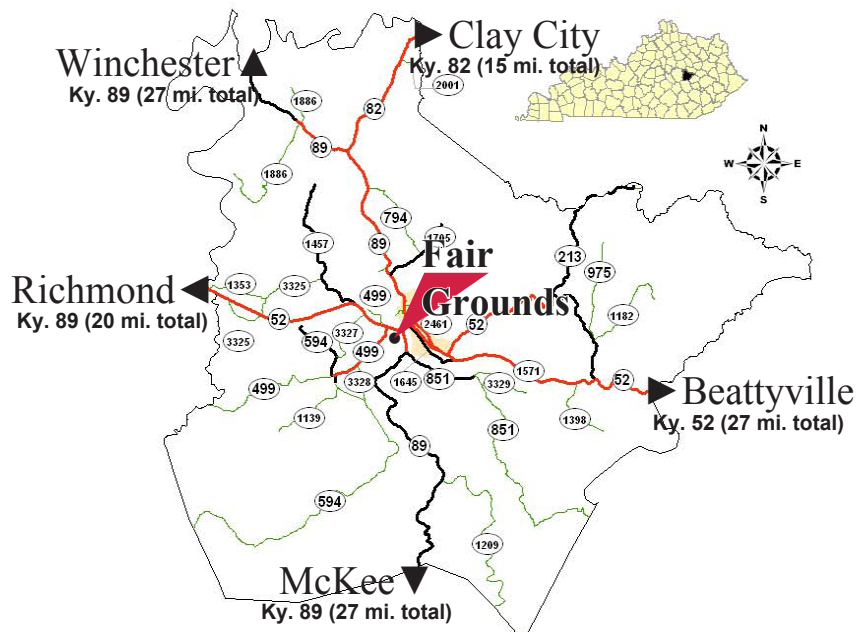 Clay City
Ky. 82 (15 mi. total)
Winchester
Ky. 89 (27 mi. total)
2001
1886
82
89
1886
N
W E
S
794
1705
1457
89
213
975
Fair
Grounds
Richmond
Ky. 89 (20 mi. total)
1353
3325
499
52
2461
52
1182
3325
594
3327
499
1571
499
3328
1645
851
3329
52
Beattyville
Ky. 52 (27 mi. total)
1139
851
1398
89
594
1209
McKee
Ky. 89 (27 mi. total)